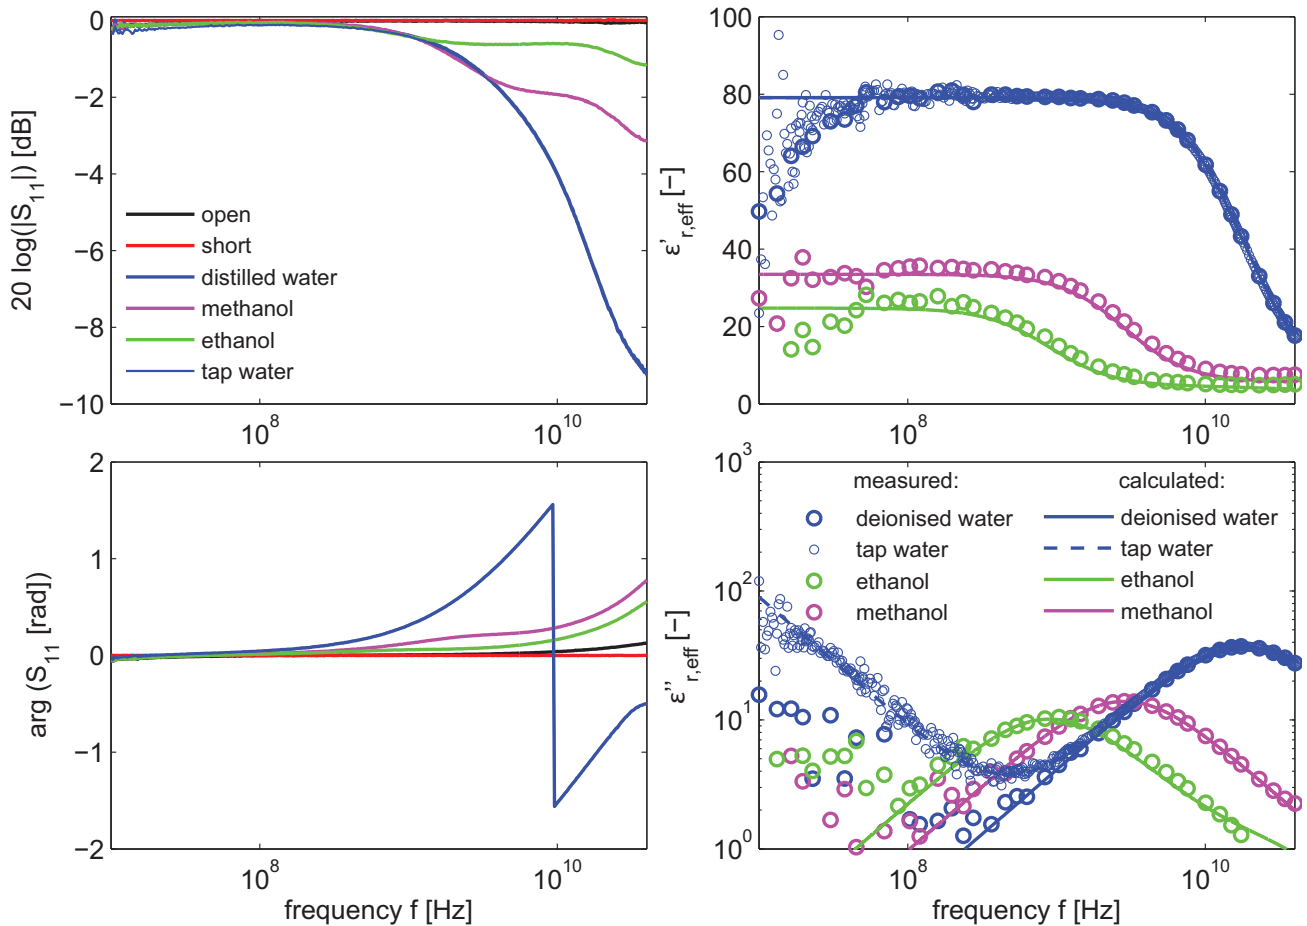 20 log(|S11|) [dB]
0
−2
−4
−6
−8
−10
open
short
distilled water
methanol
ethanol
tap water
10^8
10^10
ε'r,eff [−]
100
80
60
40
20
0
10^8
10^10
arg (S11 [rad])
2
1
0
−1
−2
10^8
10^10
frequency f [Hz]
ε''r,eff [−]
10^3
10^2
10^1
10^0
measured: calculated:
deionised water deionised water
tap water tap water
ethanol ethanol
methanol methanol
10^8
10^10
frequency f [Hz]